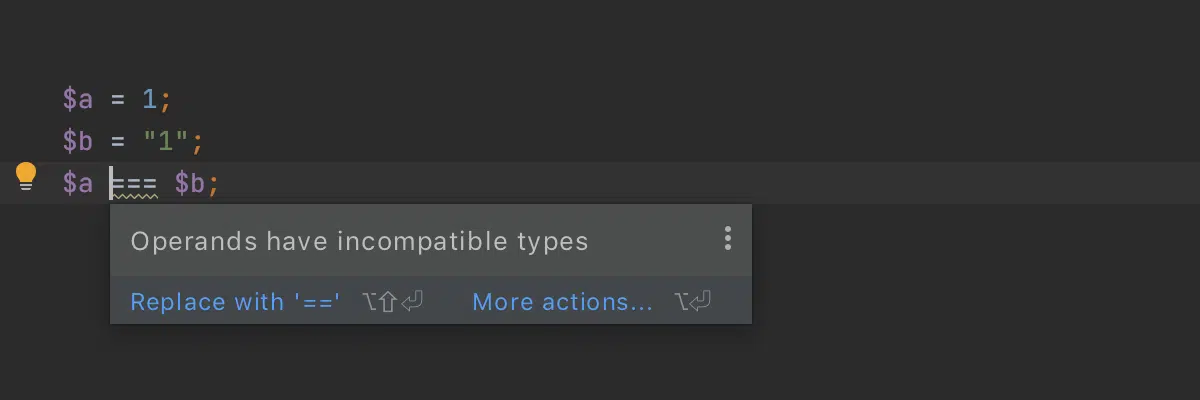 $a = 1;
$b = "1";
$a === $b;
Operands have incompatible types
Replace with '==' ⌥⇧⏎ More actions... ⌥⏎